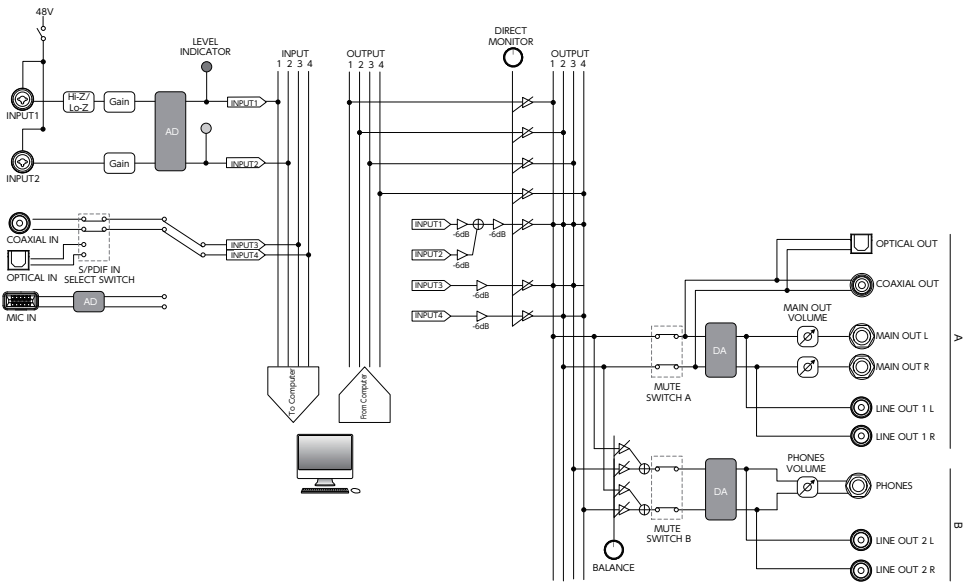 48V
LEVEL
INDICATOR
INPUT
1 2 3 4
OUTPUT
1 2 3 4
DIRECT
MONITOR
OUTPUT
1 2 3 4
Hi-Z/
Lo-Z
Gain
AD
INPUT1
INPUT1
Gain
INPUT2
INPUT2
COAXIAL IN
OPTICAL IN
S/PDIF IN
SELECT SWITCH
INPUT3
INPUT4
MIC IN
AD
INPUT1
-6dB
-6dB
INPUT2
-6dB
INPUT3
-6dB
INPUT4
-6dB
To Computer
From Computer
OPTICAL OUT
COAXIAL OUT
MAIN OUT
VOLUME
MAIN OUT L
MAIN OUT R
DA
MUTE
SWITCH A
LINE OUT 1 L
LINE OUT 1 R
A
PHONES
VOLUME
PHONES
DA
MUTE
SWITCH B
BALANCE
LINE OUT 2 L
LINE OUT 2 R
B